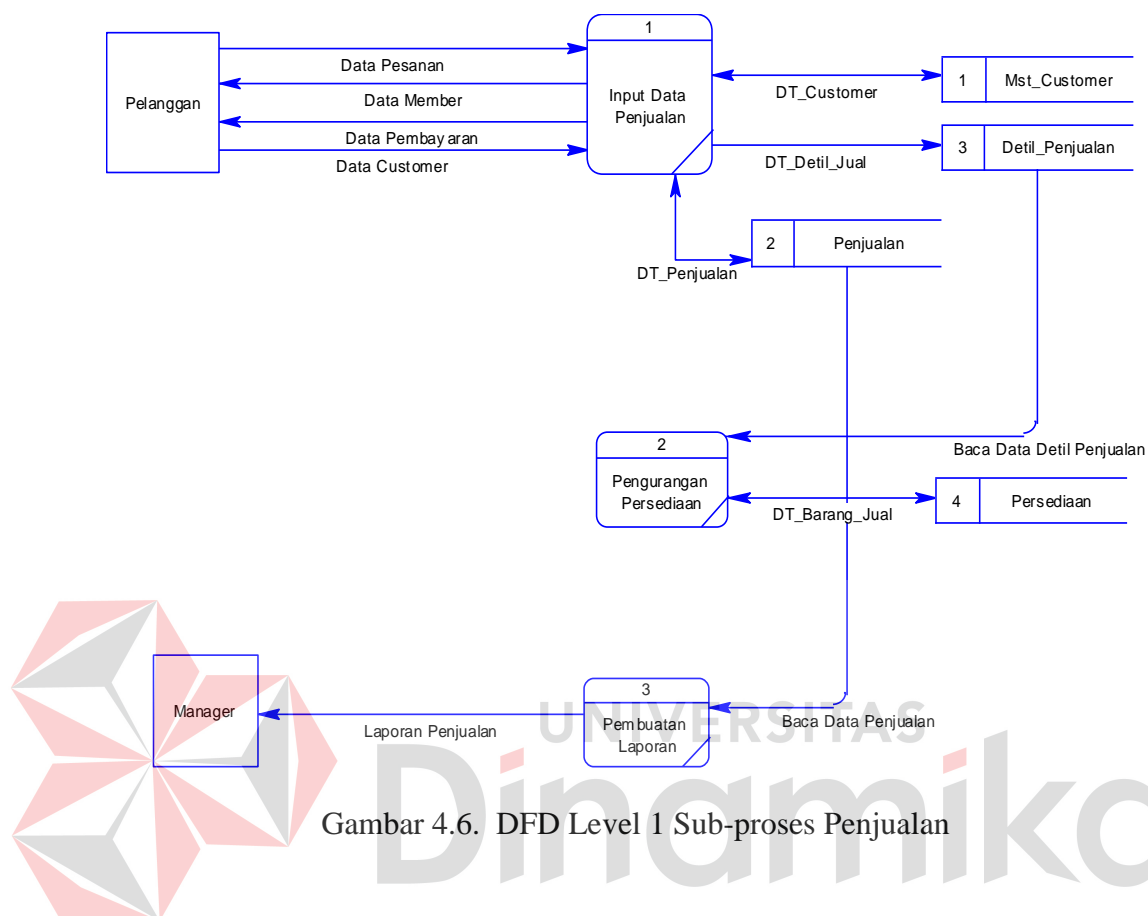 1
Data Pesanan
Pelanggan
Data Member
Input Data
Penjualan
DT_Customer
1
Mst_Customer
Data Pembayaran
Data Customer
DT_Detil_Jual
3
Detil_Penjualan
2
Penjualan
DT_Penjualan
2
Pengurangan
Persediaan
Baca Data Detil Penjualan
DT_Barang_Jual
4
Persediaan
Manager
Laporan Penjualan
3
Pembuatan
Laporan
Baca Data Penjualan
UNIVERSITAS
Dinamika
Gambar 4.6. DFD Level 1 Sub-proses Penjualan